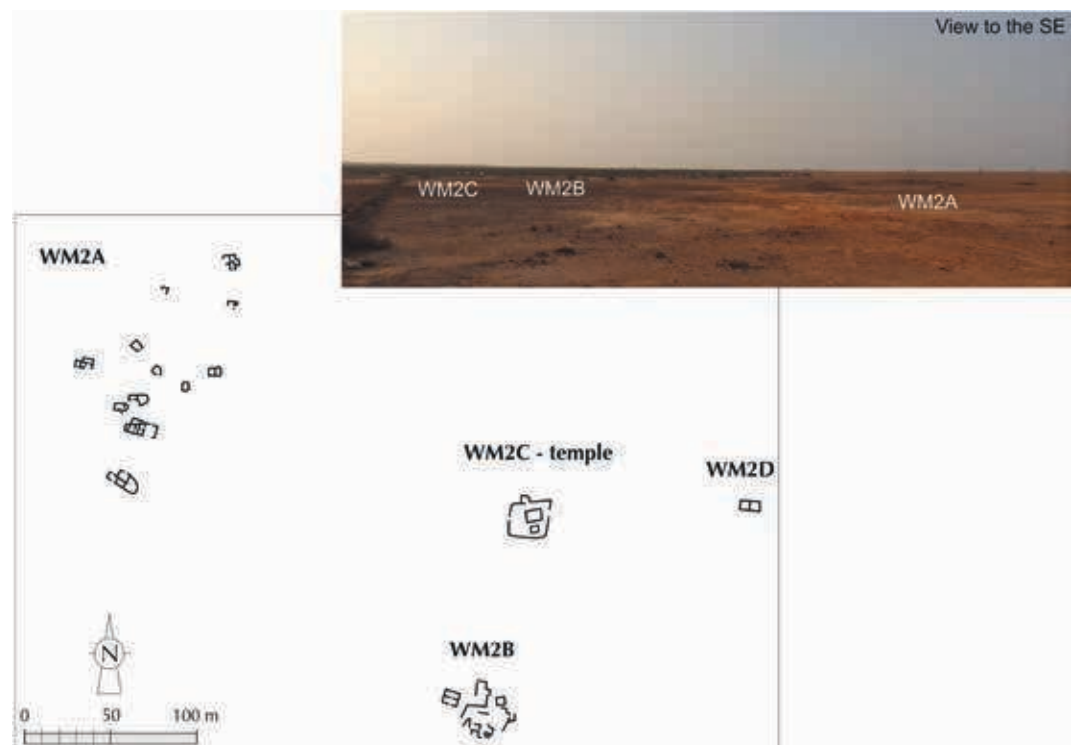 View to the SE
WM2C
WM2B
WM2A
WM2A
WM2C - temple
WM2D
WM2B
N
0 50 100 m